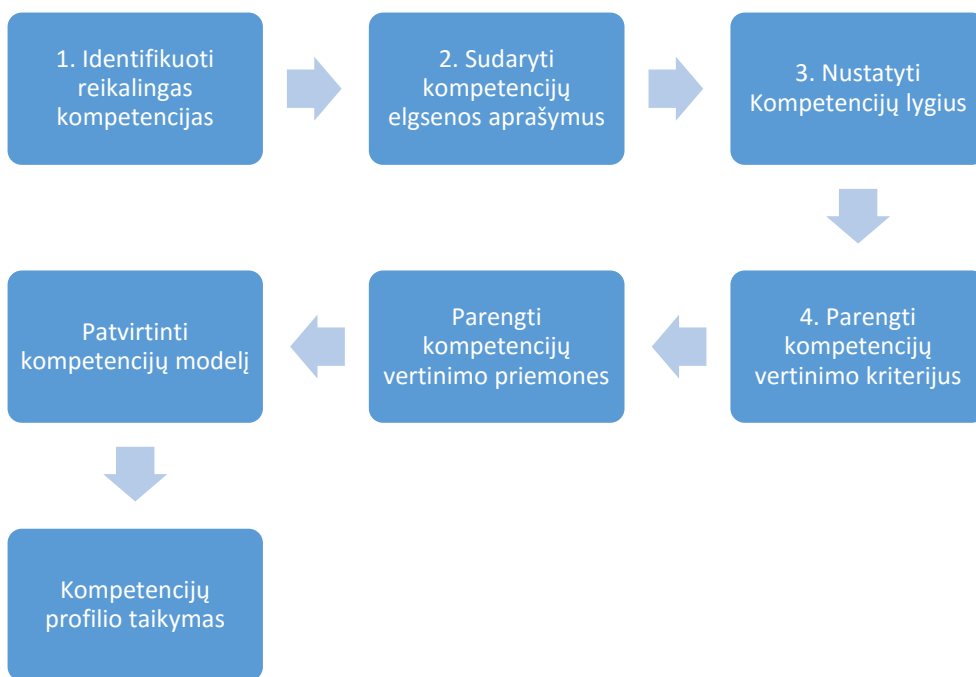 1. Identifikuoti
reikalingas
kompetencijas
2. Sudaryti
kompetencijų
elgsenos aprašymus
3. Nustatyti
Kompetencijų lygius
4. Parengti
kompetencijų
vertinimo kriterijus
Parengti
kompetencijų
vertinimo priemones
Patvirtinti
kompetencijų modelį
Kompetencijų
profilio taikymas